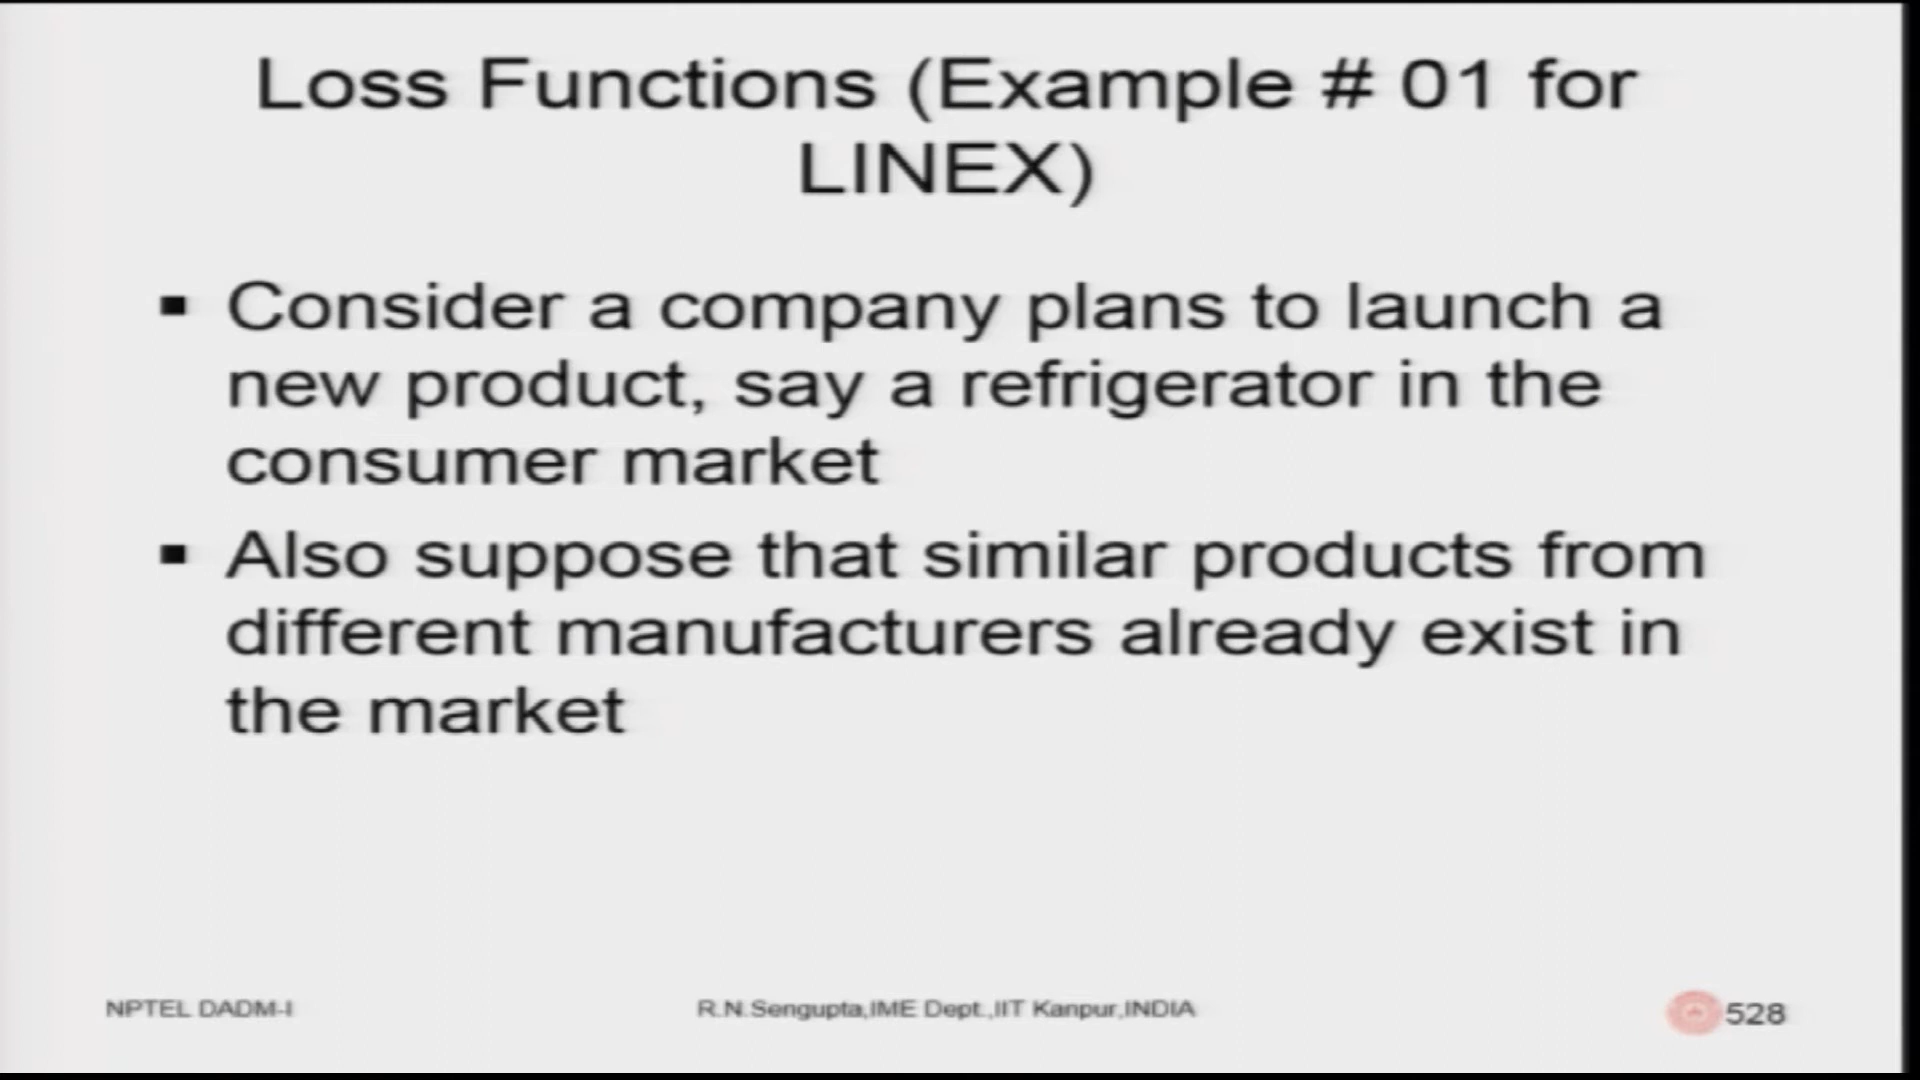 Loss Functions (Example # 01 for
LINEX)
▪ Consider a company plans to launch a
new product, say a refrigerator in the
consumer market
▪ Also suppose that similar products from
different manufacturers already exist in
the market
NPTEL DADM-I
R.N.Sengupta,IME Dept.,IIT Kanpur,INDIA
528